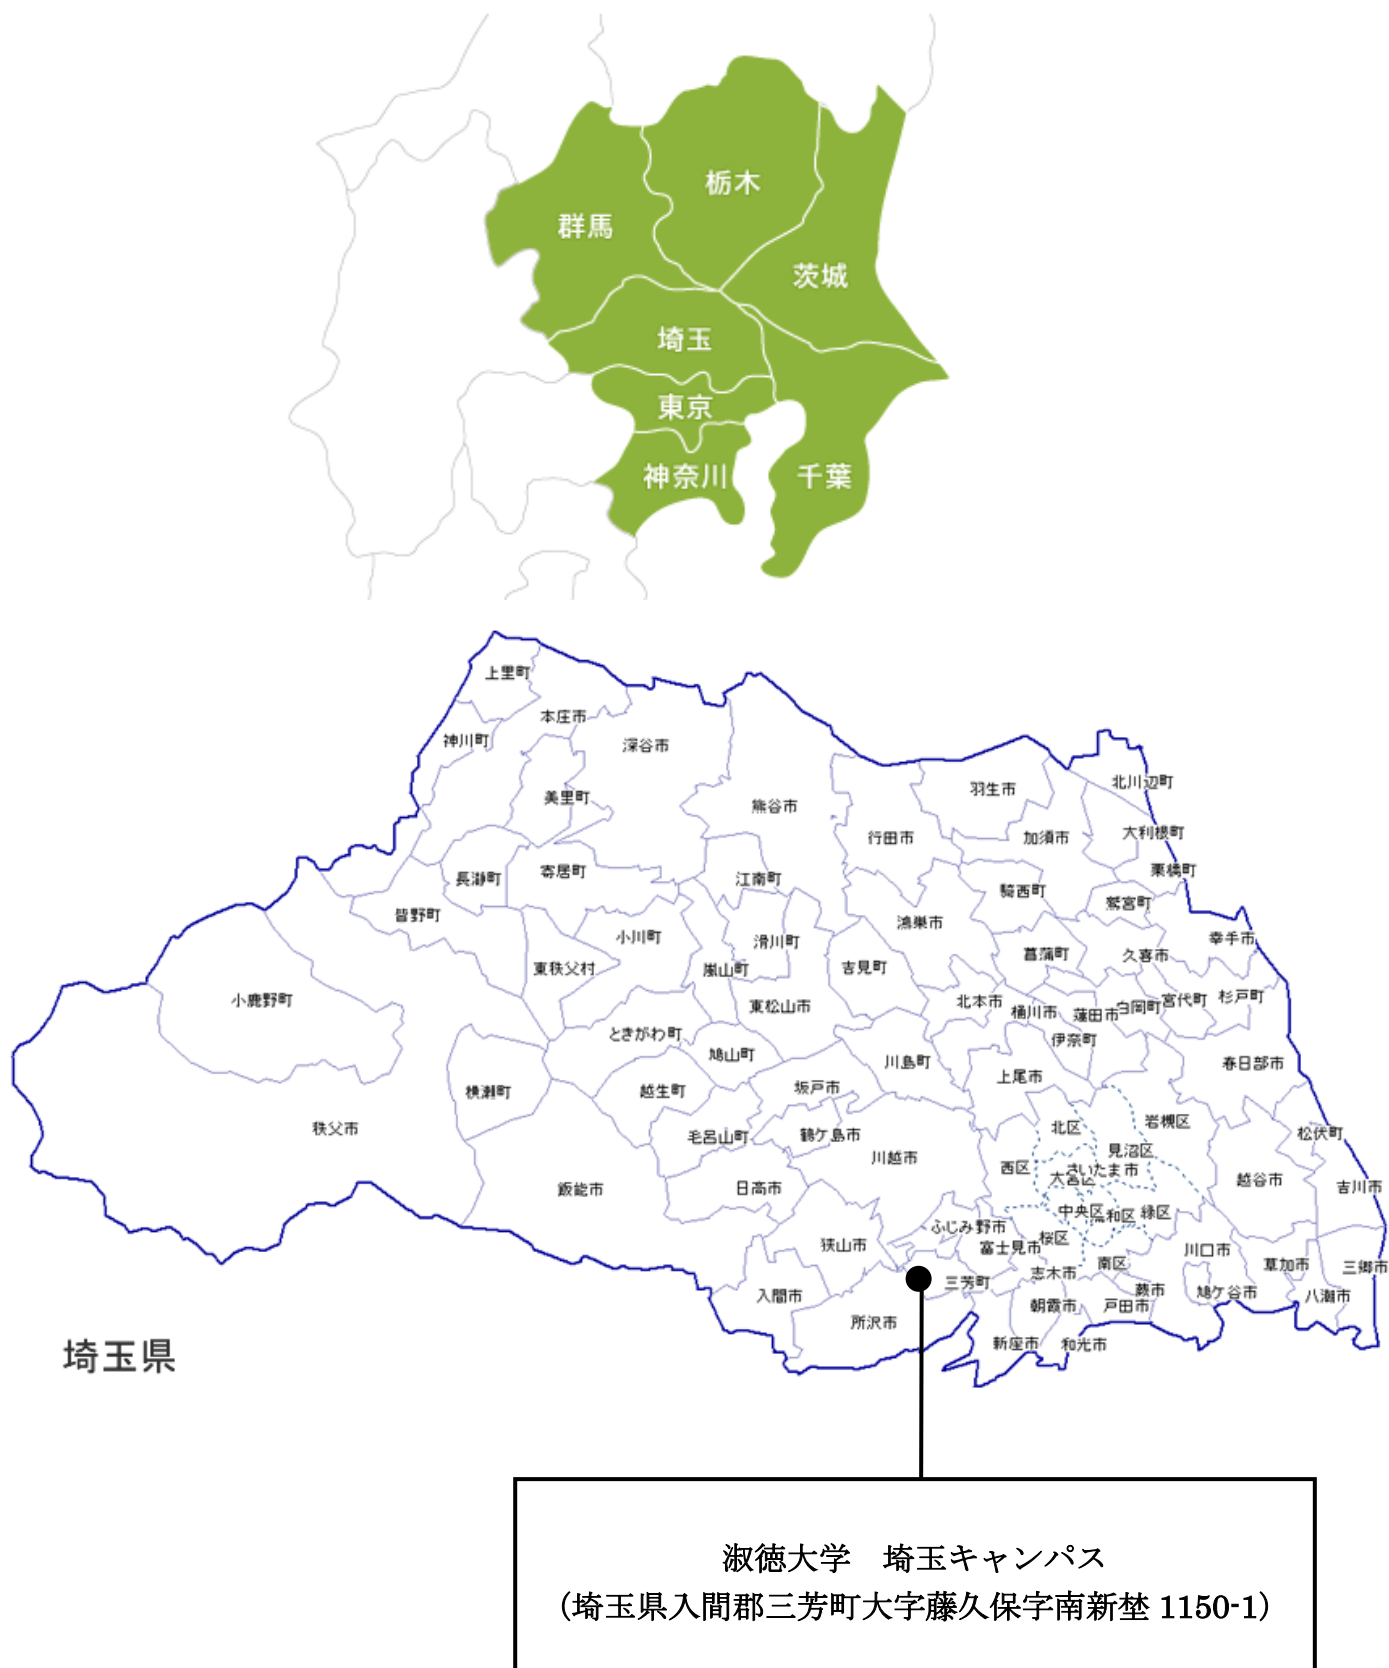 栃木
群馬
茨城
埼玉
東京
神奈川
千葉
上里町
本庄市
神川町
深谷市
北川辺町
羽生市
美里町
熊谷市
大利根町
行田市
加須市
栗橋町
寄居町
長瀞町
江南町
騎西町
鷲宮町
皆野町
鴻巣市
小川町
滑川町
幸手市
菖蒲町
久喜市
東秩父村
嵐山町
吉見町
小鹿野町
東松山市
北本市
桶川市
蓮田市
白岡町
宮代町
杉戸町
ときがわ町
伊奈町
鳩山町
川島町
春日部市
上尾市
横瀬町
越生町
坂戸市
秩父市
北区
岩槻区
毛呂山町
鶴ケ島市
松伏町
見沼区
川越市
西区
さいたま市
大宮区
越谷市
飯能市
日高市
吉川市
中央区
浦和区
緑区
ふじみ野市
狭山市
富士見市
桜区
川口市
南区
草加市
三郷市
志木市
三芳町
入間市
蕨市
鳩ケ谷市
八潮市
朝霞市
戸田市
所沢市
新座市
和光市
埼玉県
淑徳大学　埼玉キャンパス
（埼玉県入間郡三芳町大字藤久保字南新埜 1150-1）